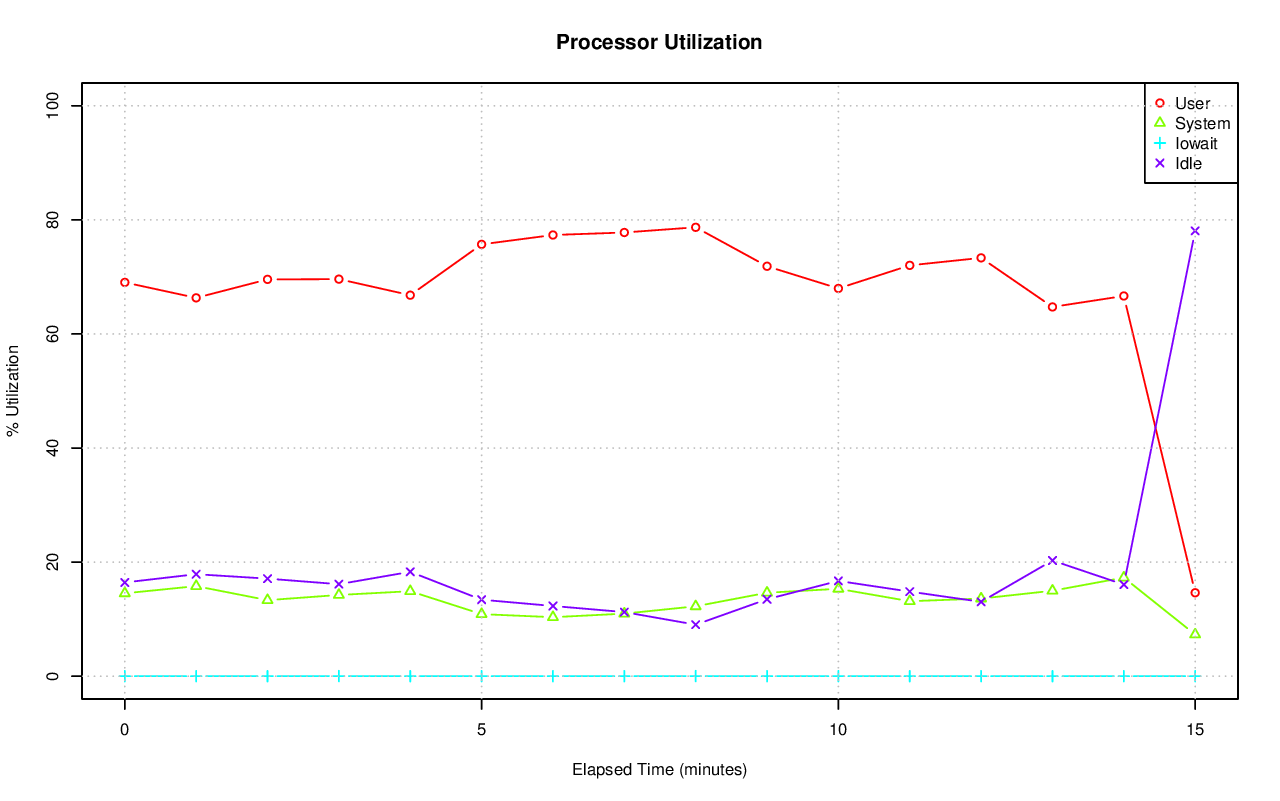 Processor Utilization
% Utilization
100
80
60
40
20
0
User
System
Iowait
Idle
0 5 10 15
Elapsed Time (minutes)